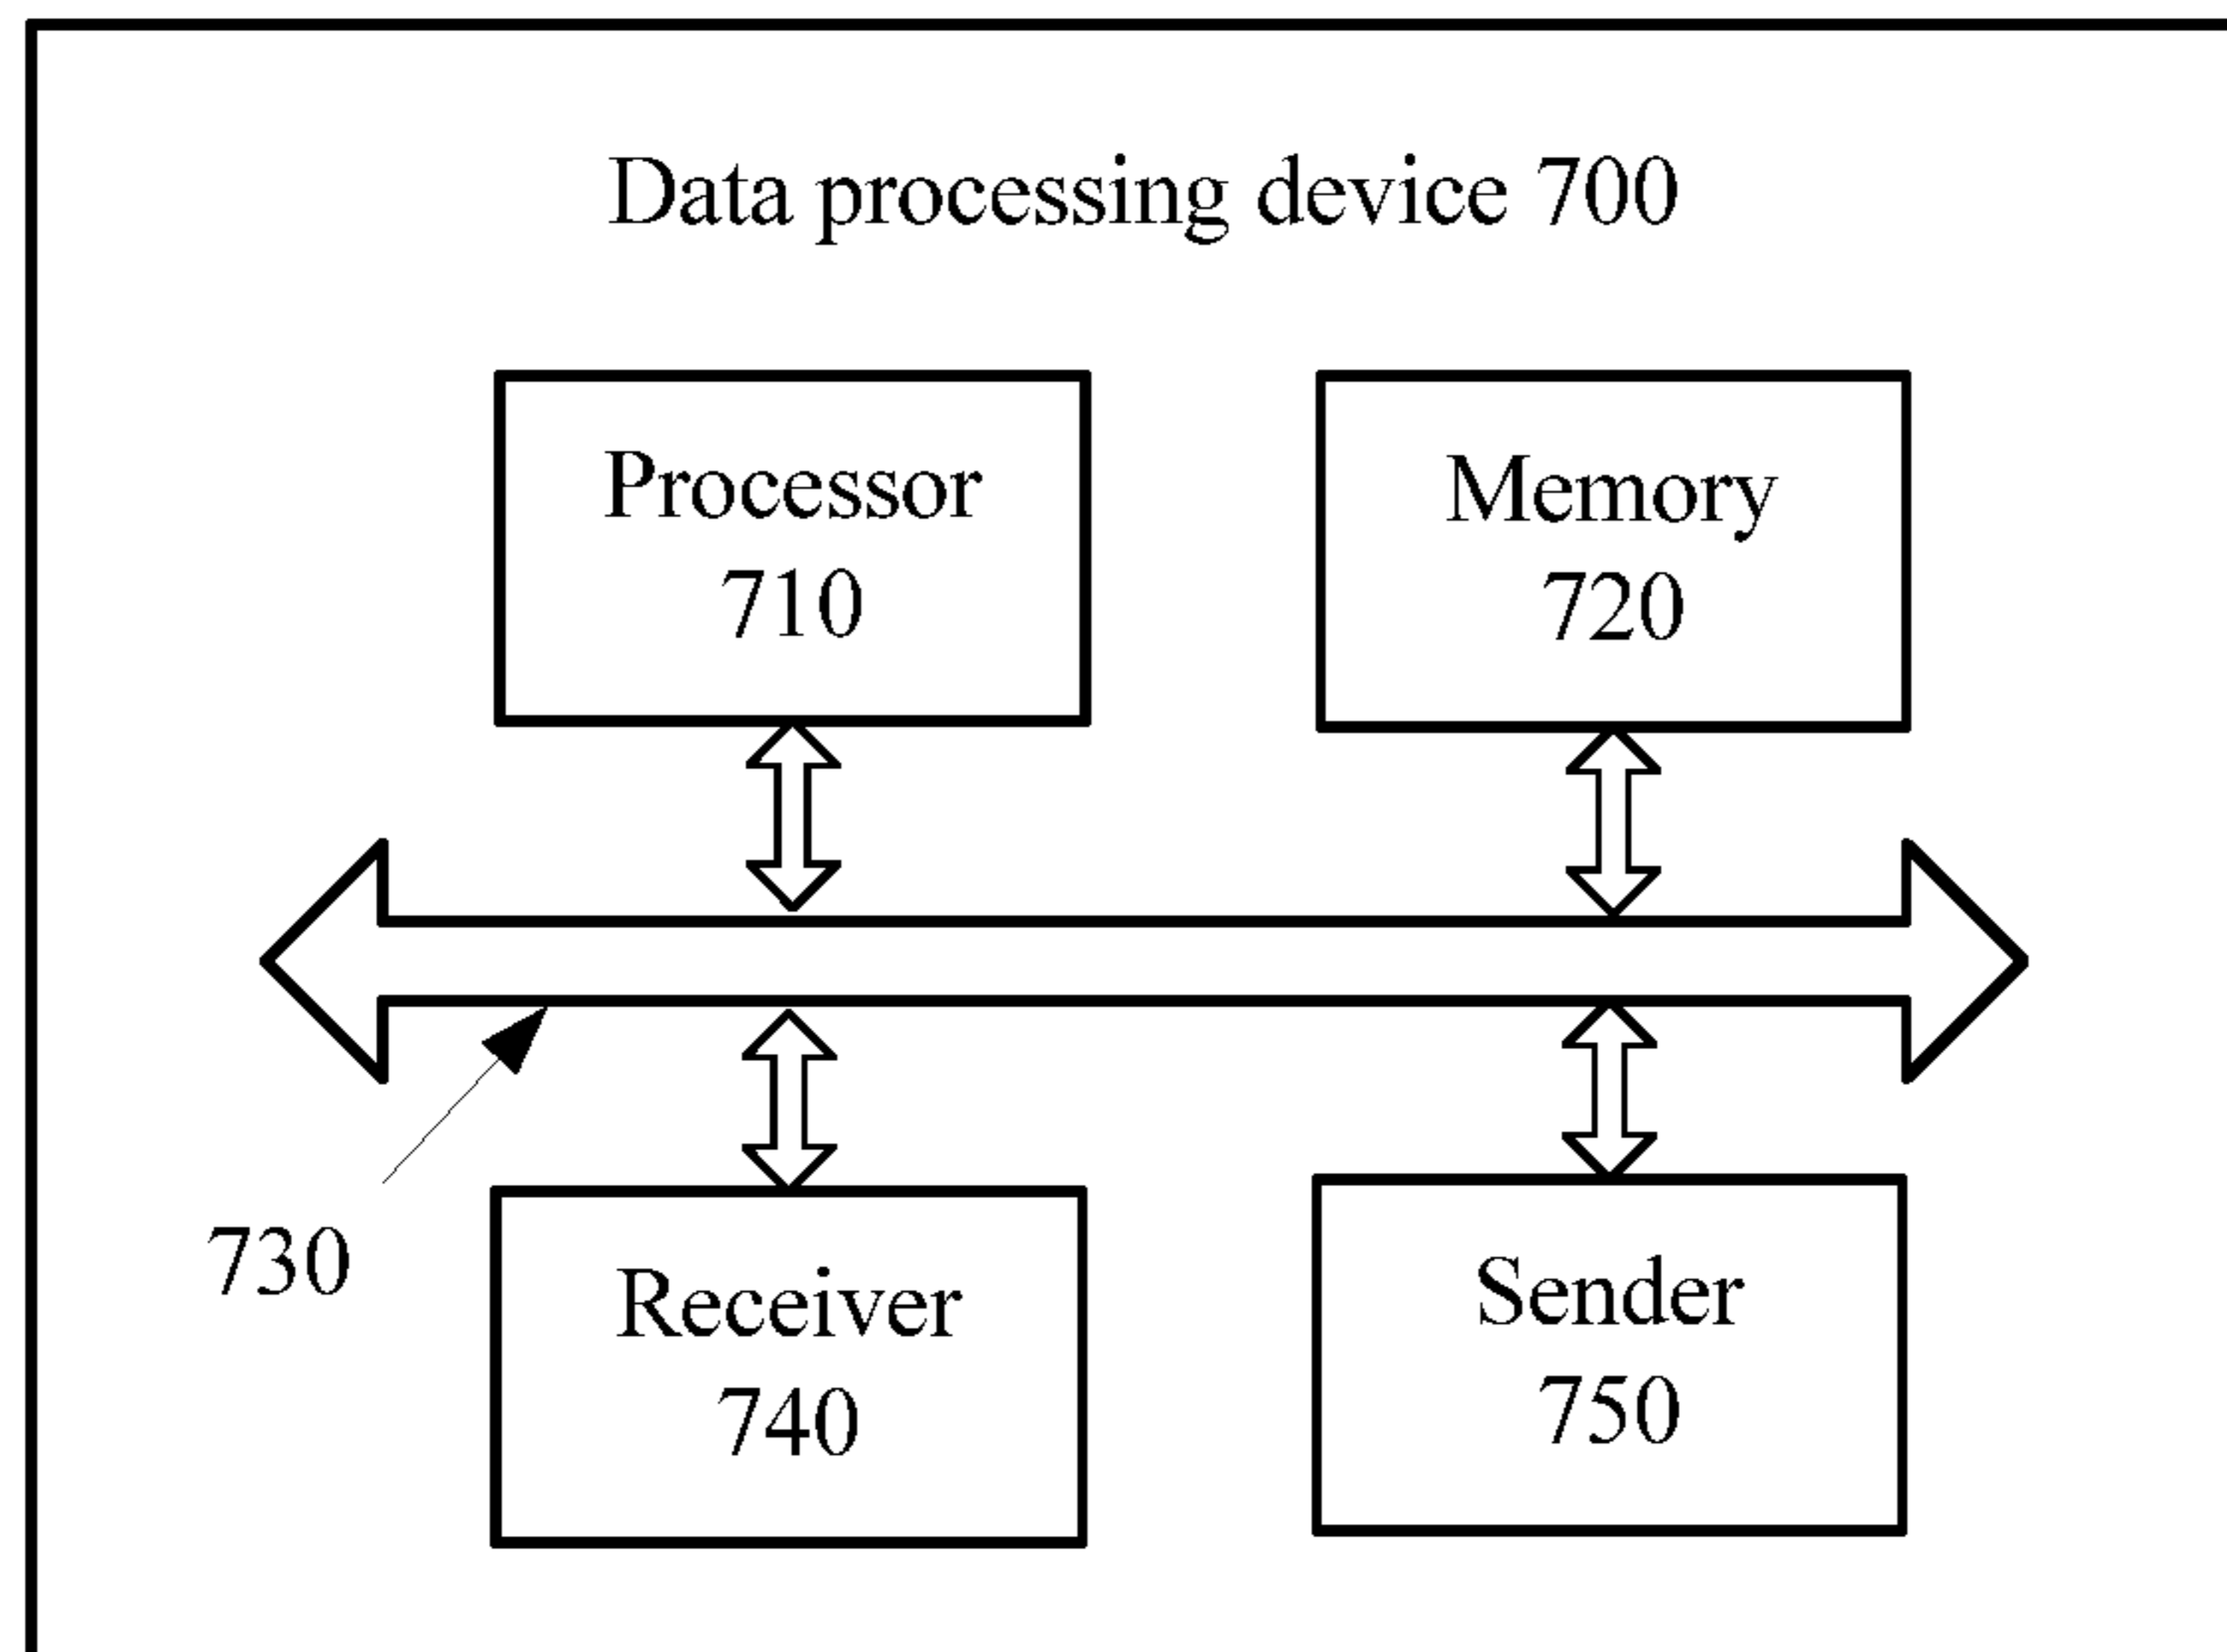 Data processing device 700
Processor
710
Memory
720
730
Receiver
740
Sender
750